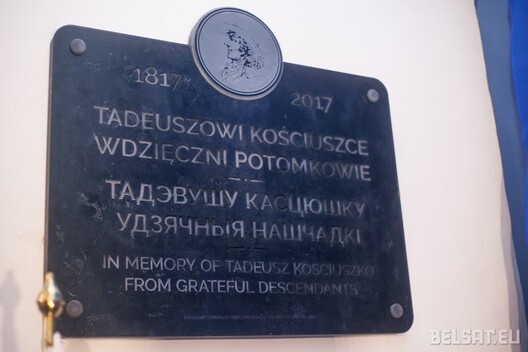 1817 2017
TADEUSZOWI KOŚCIUSZCE
WDZIĘCZNI POTOMKOWIE
ТАДЭВУШУ КАСЦЮШКУ
УДЗЯЧНЫЯ НАШЧАДКІ
IN MEMORY OF TADEUSZ KOSCIUSZKO
FROM GRATEFUL DESCENDANTS
BELSAT.EU